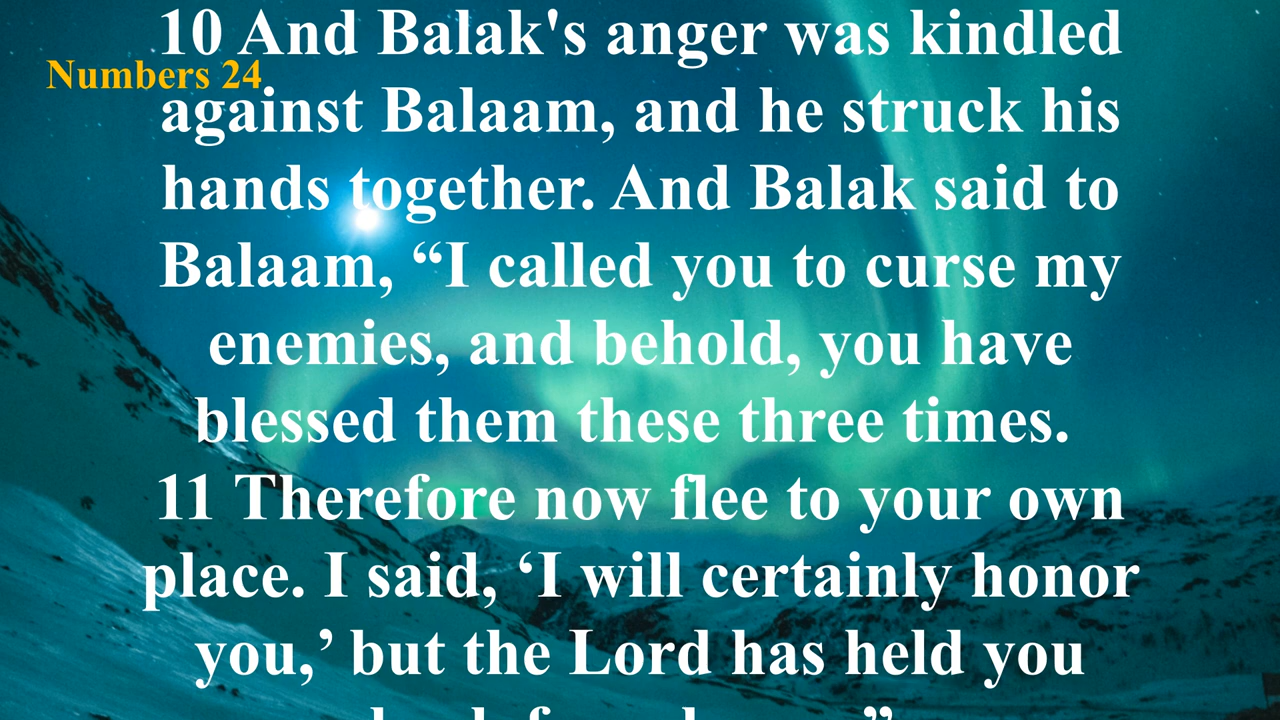 10 And Balak's anger was kindled
Numbers 24
against Balaam, and he struck his
hands together. And Balak said to
Balaam, “I called you to curse my
enemies, and behold, you have
blessed them these three times.
11 Therefore now flee to your own
place. I said, ‘I will certainly honor
you,’ but the Lord has held you